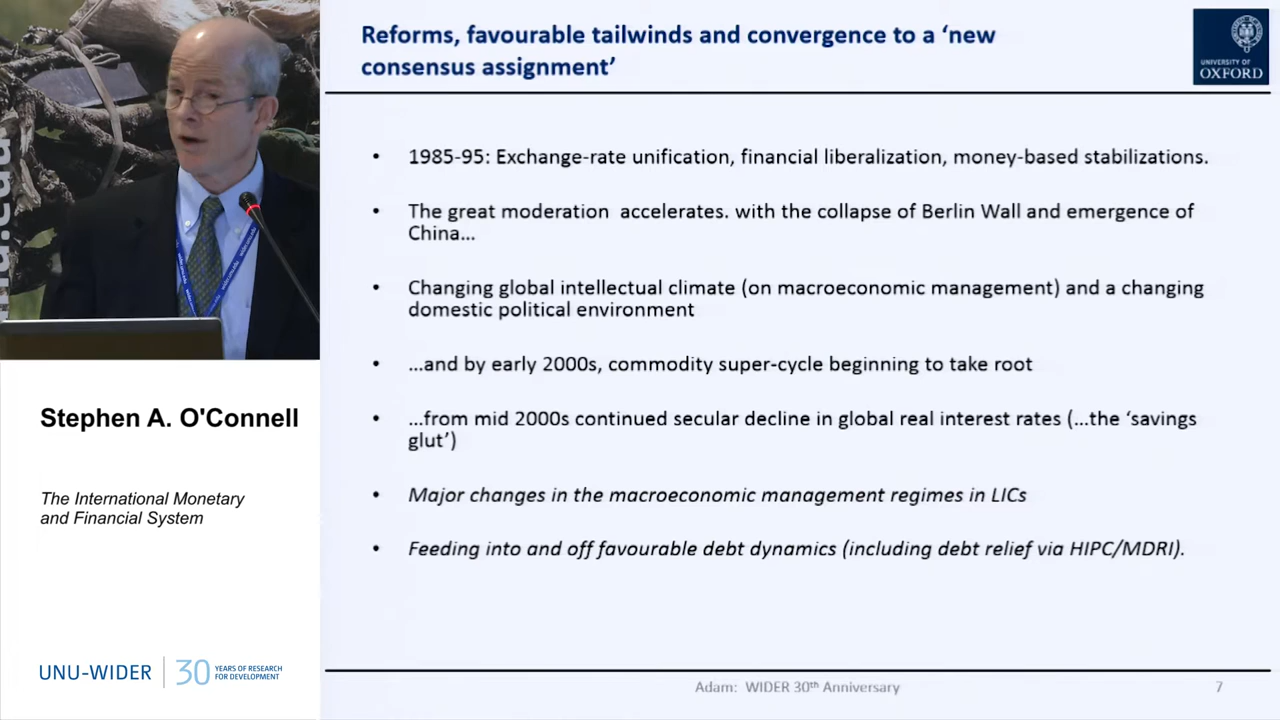 Reforms, favourable tailwinds and convergence to a ‘new
consensus assignment’
UNIVERSITY OF
OXFORD
• 1985-95: Exchange-rate unification, financial liberalization, money-based stabilizations.
• The great moderation accelerates. with the collapse of Berlin Wall and emergence of
China...
• Changing global intellectual climate (on macroeconomic management) and a changing
domestic political environment
• ...and by early 2000s, commodity super-cycle beginning to take root
• ...from mid 2000s continued secular decline in global real interest rates (...the ‘savings
glut’)
• Major changes in the macroeconomic management regimes in LICs
• Feeding into and off favourable debt dynamics (including debt relief via HIPC/MDRI).
Stephen A. O'Connell
The International Monetary
and Financial System
UNU-WIDER
30 YEARS OF RESEARCH
FOR DEVELOPMENT
Adam: WIDER 30th Anniversary
7